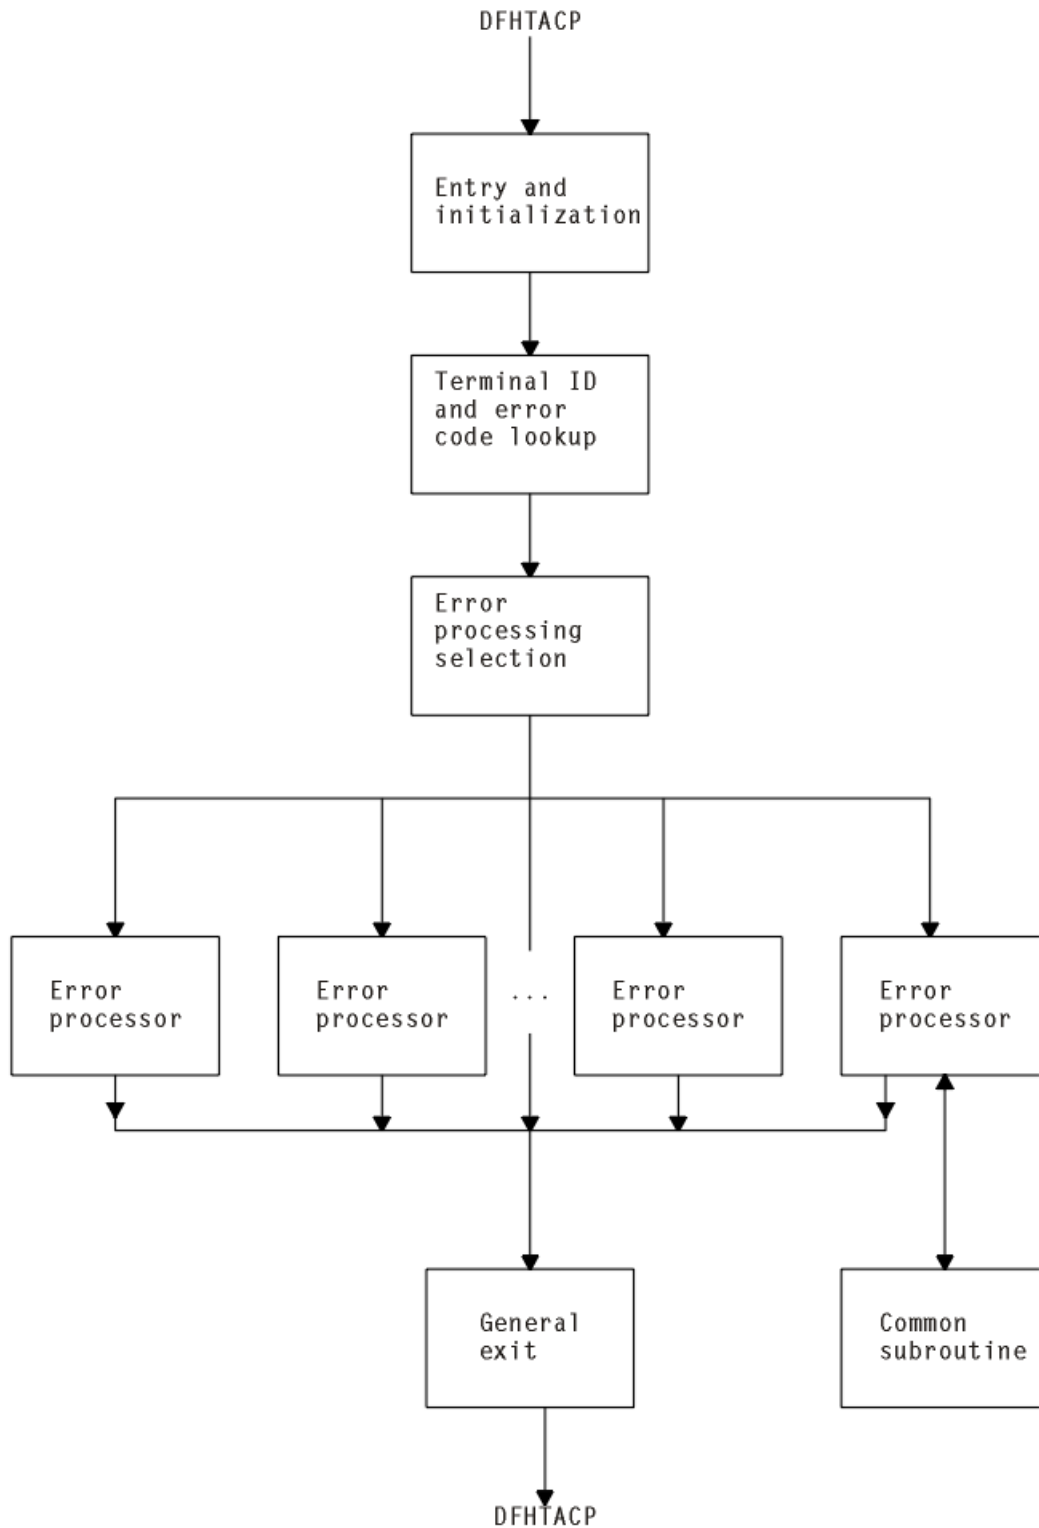 DFHTACP
Entry and
initialization
Terminal ID
and error
code lookup
Error
processing
selection
Error
processor
Error
processor
...
Error
processor
Error
processor
General
exit
Common
subroutine
DFHTACP